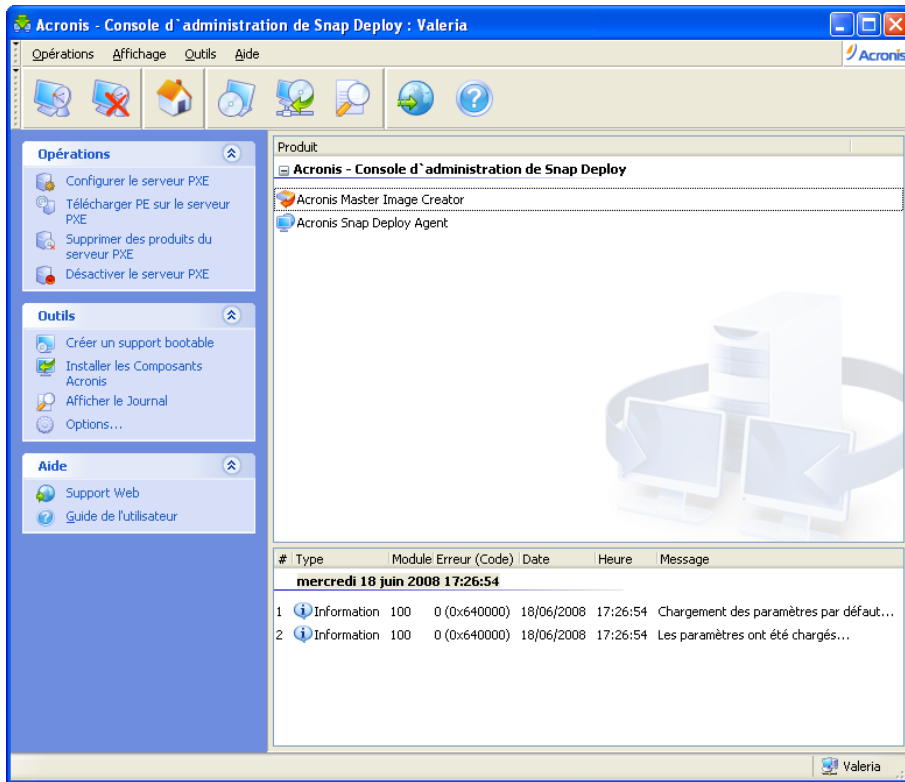 Acronis - Console d`administration de Snap Deploy : Valeria
Opérations Affichage Outils Aide
Acronis
Opérations
Configurer le serveur PXE
Télécharger PE sur le serveur
PXE
Supprimer des produits du
serveur PXE
Désactiver le serveur PXE
Outils
Créer un support bootable
Installer les Composants
Acronis
Afficher le Journal
Options...
Aide
Support Web
Guide de l'utilisateur
Produit
Acronis - Console d`administration de Snap Deploy
Acronis Master Image Creator
Acronis Snap Deploy Agent
# Type Module Erreur (Code) Date Heure Message
mercredi 18 juin 2008 17:26:54
1 Information 100 0 (0x640000) 18/06/2008 17:26:54 Chargement des paramètres par défaut...
2 Information 100 0 (0x640000) 18/06/2008 17:26:54 Les paramètres ont été chargés...
Valeria